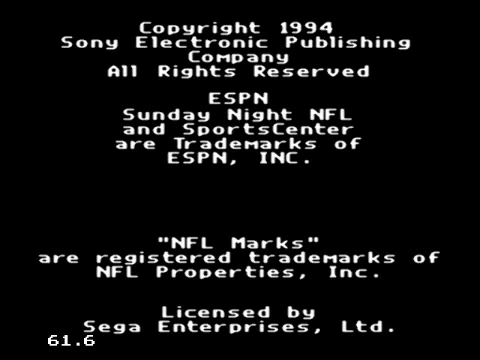 Copyright 1994
Sony Electronic Publishing
Company
All Rights Reserved
ESPN
Sunday Night NFL
and SportsCenter
are Trademarks of
ESPN, INC.
"NFL Marks"
are registered trademarks of
NFL Properties, Inc.
Licensed by
Sega Enterprises, Ltd.
61.6